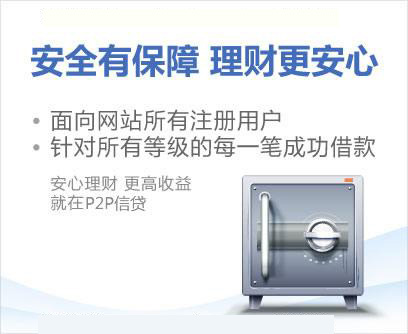 安全有保障 理财更安心
• 面向网站所有注册用户
• 针对所有等级的每一笔成功借款
安心理财 更高收益
就在P2P信贷